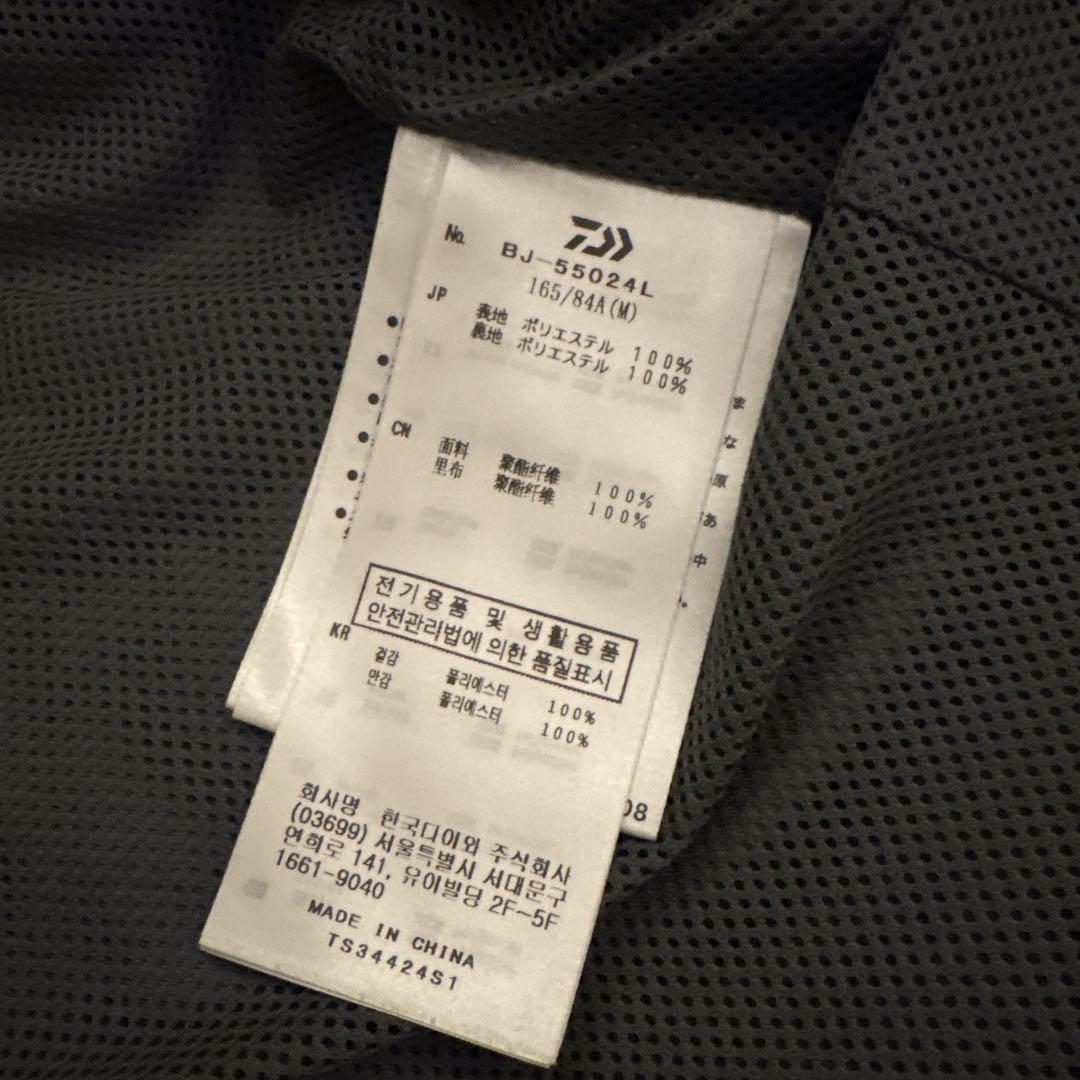 No. BJ-55024L
165/84A(M)
JP
表地 ポリエステル 100%
裏地 ポリエステル 100%
CN
面料 聚酯纤维 100%
里布 聚酯纤维 100%
전기용품 및 생활용품
안전관리법에 의한 품질표시
KR
겉감 폴리에스터 100%
안감 폴리에스터 100%
회사명 한국다이와 주식회사
(03699) 서울특별시 서대문구
연희로 141, 유이빌딩 2F~5F
1661-9040
MADE IN CHINA
TS34424S1
ま
な
原
あ
中
08